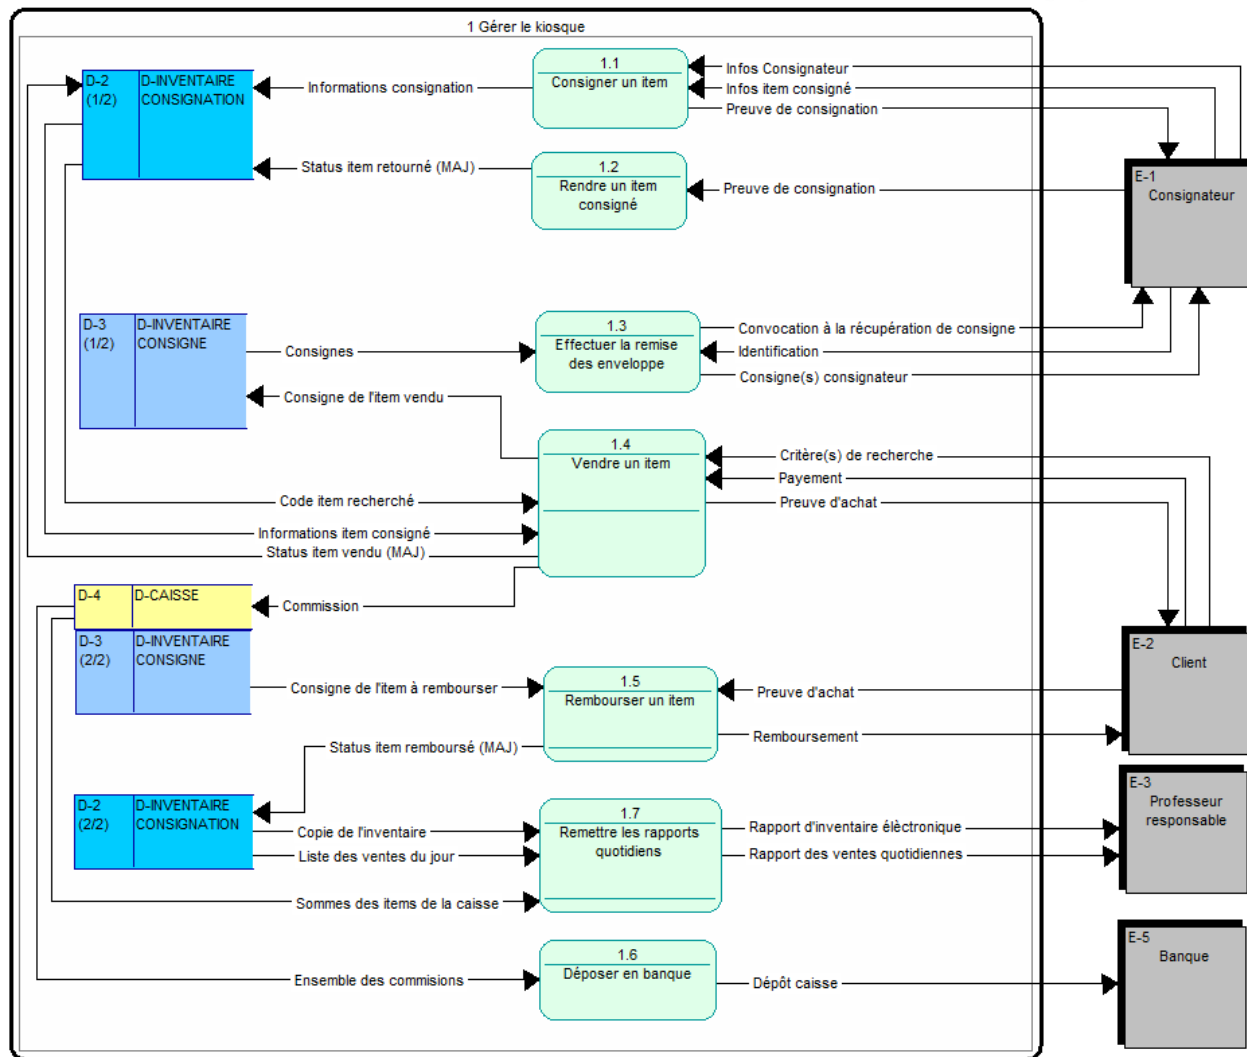 1 Gérer le kiosque
D-2
(1/2)
D-INVENTAIRE
CONSIGNATION
Informations consignation
1.1
Consigner un item
Infos Consignateur
Infos item consigné
Preuve de consignation
Status item retourné (MAJ)
1.2
Rendre un item
consigné
Preuve de consignation
E-1
Consignateur
D-3
(1/2)
D-INVENTAIRE
CONSIGNE
Consignes
1.3
Effectuer la remise
des enveloppe
Convocation à la récupération de consigne
Identification
Consigne(s) consignateur
Consigne de l'item vendu
1.4
Vendre un item
Critère(s) de recherche
Payement
Preuve d'achat
Code item recherché
Informations item consigné
Status item vendu (MAJ)
D-4
D-CAISSE
Commission
D-3
(2/2)
D-INVENTAIRE
CONSIGNE
Consigne de l'item à rembourser
1.5
Rembourser un item
Preuve d'achat
Remboursement
E-2
Client
Status item remboursé (MAJ)
D-2
(2/2)
D-INVENTAIRE
CONSIGNATION
Copie de l'inventaire
Liste des ventes du jour
Sommes des items de la caisse
1.7
Remettre les rapports
quotidiens
Rapport d'inventaire élèctronique
Rapport des ventes quotidiennes
E-3
Professeur
responsable
Ensemble des commisions
1.6
Déposer en banque
Dépôt caisse
E-5
Banque